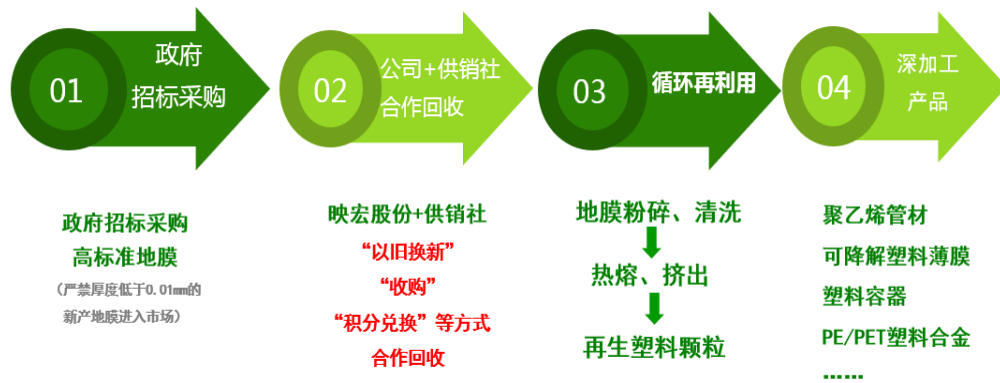 01
政府
招标采购
02
公司+供销社
合作回收
03
循环再利用
04
深加工
产品
政府招标采购
高标准地膜
（严禁厚度低于0.01mm的
新产地膜进入市场）
映宏股份+供销社
“以旧换新”
“收购”
“积分兑换”等方式
合作回收
地膜粉碎、清洗
热熔、挤出
再生塑料颗粒
聚乙烯管材
可降解塑料薄膜
塑料容器
PE/PET塑料合金
……